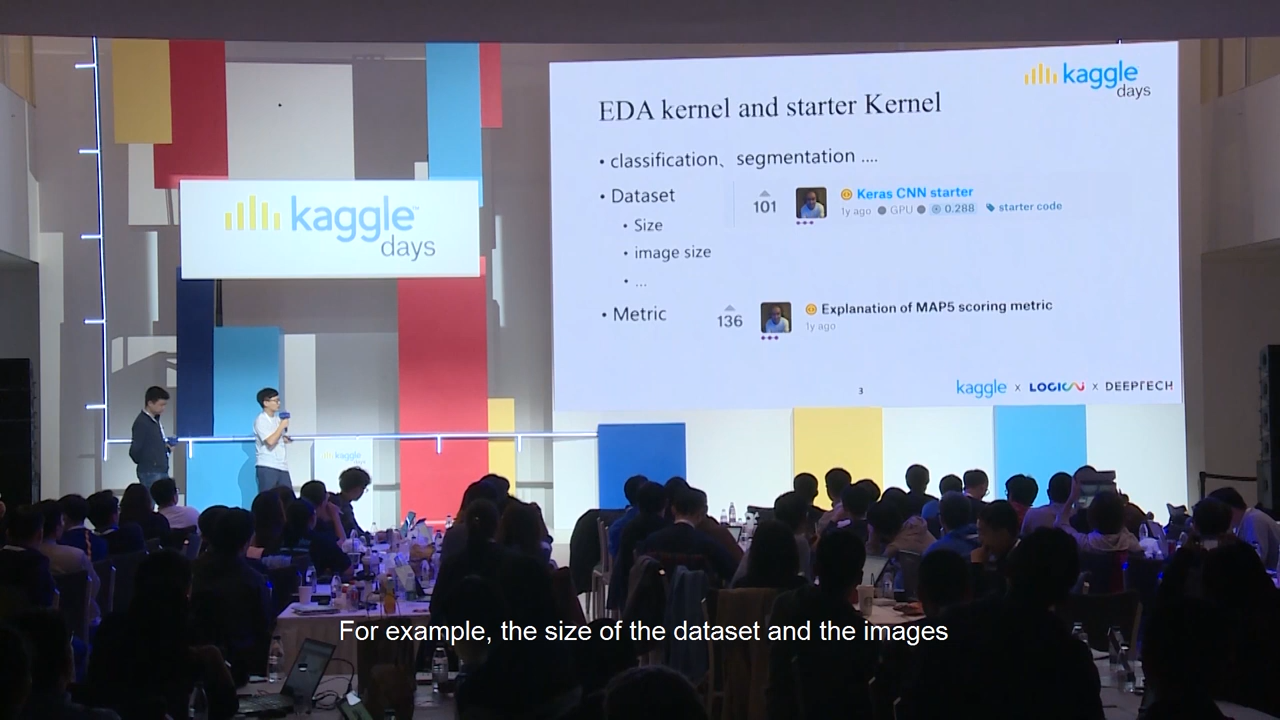 kaggle
days
EDA kernel and starter Kernel
• classification、segmentation ....
• Dataset
• Size
• image size
• ...
101
Keras CNN starter
1y ago GPU 0.288 starter code
• Metric
136
Explanation of MAP5 scoring metric
1y ago
3
kaggle x LOGIC x DEEPTECH
kaggle™
days
kaggle
For example, the size of the dataset and the images